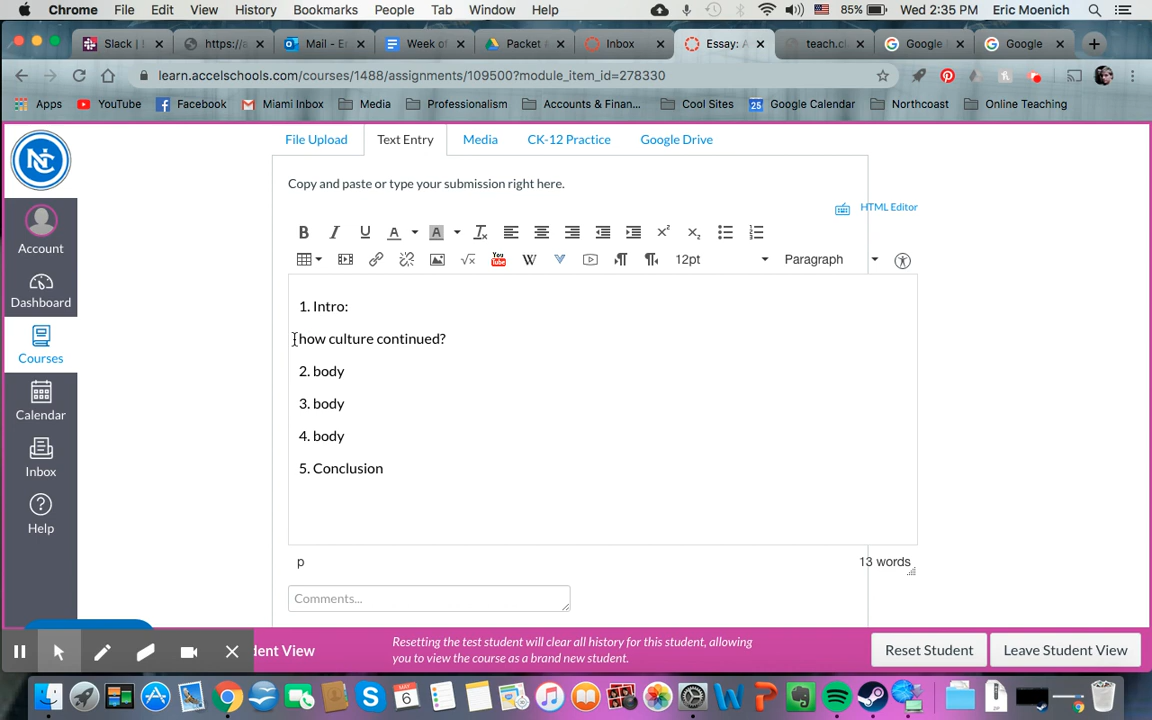 Chrome File Edit View History Bookmarks People Tab Window Help 85% Wed 2:35 PM Eric Moenich
Slack | https://a Mail - E Week of Packet Inbox Essay: A teach.cl Google Google
learn.accelschools.com/courses/1488/assignments/109500?module_item_id=278330
Apps YouTube Facebook Miami Inbox Media Professionalism Accounts & Finan... Cool Sites 25 Google Calendar Northcoast Online Teaching
NC
Account
Dashboard
Courses
Calendar
Inbox
Help
File Upload Text Entry Media CK-12 Practice Google Drive
Copy and paste or type your submission right here.
HTML Editor
B I U A A
You Tube W V 12pt Paragraph
1. Intro:
how culture continued?
2. body
3. body
4. body
5. Conclusion
p 13 words
Comments...
dent View Resetting the test student will clear all history for this student, allowing
you to view the course as a brand new student.
Reset Student Leave Student View